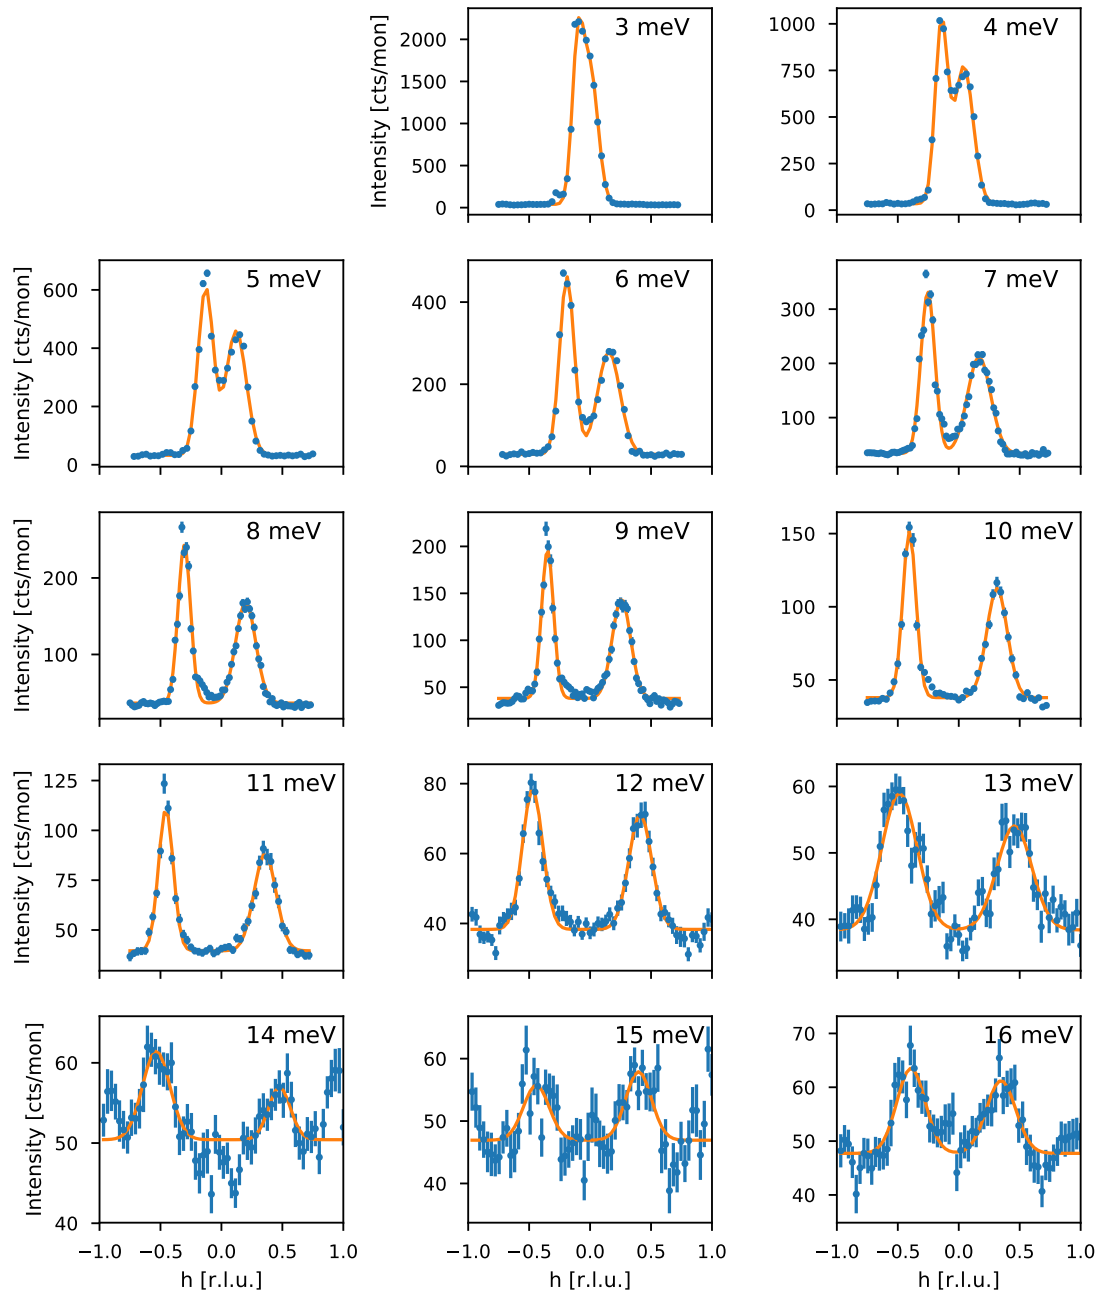 3 meV
Intensity [cts/mon]
2000
1500
1000
500
0
4 meV
1000
750
500
250
0
5 meV
Intensity [cts/mon]
600
400
200
0
6 meV
400
200
0
7 meV
300
200
100
8 meV
Intensity [cts/mon]
200
100
9 meV
200
150
100
50
10 meV
150
100
50
11 meV
Intensity [cts/mon]
125
100
75
50
12 meV
80
60
40
13 meV
60
50
40
14 meV
Intensity [cts/mon]
60
50
40
−1.0 −0.5 0.0 0.5 1.0
h [r.l.u.]
15 meV
60
50
40
−1.0 −0.5 0.0 0.5 1.0
h [r.l.u.]
16 meV
70
60
50
40
−1.0 −0.5 0.0 0.5 1.0
h [r.l.u.]